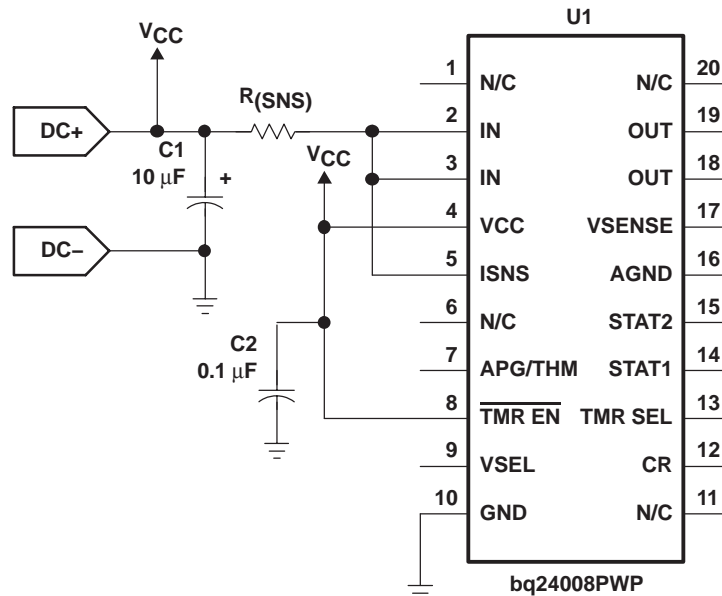 U1
VCC
DC+
R(SNS)
C1
10 μF
+
DC−
VCC
C2
0.1 μF
1 N/C N/C 20
2 IN OUT 19
3 IN OUT 18
4 VCC VSENSE 17
5 ISNS AGND 16
6 N/C STAT2 15
7 APG/THM STAT1 14
8 TMR EN TMR SEL 13
9 VSEL CR 12
10 GND N/C 11
bq24008PWP